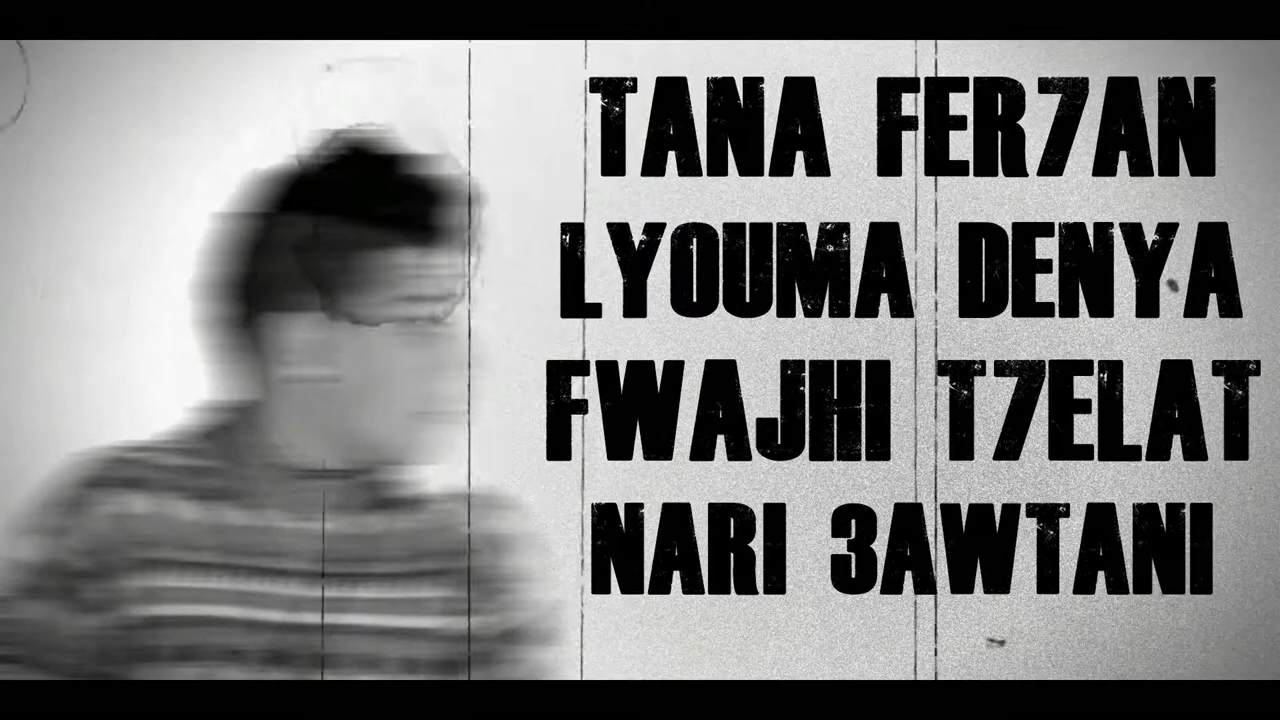 TANA FER7AN
LYOUMA DENYA
FWAJHI T7ELAT
NARI 3AWTANI